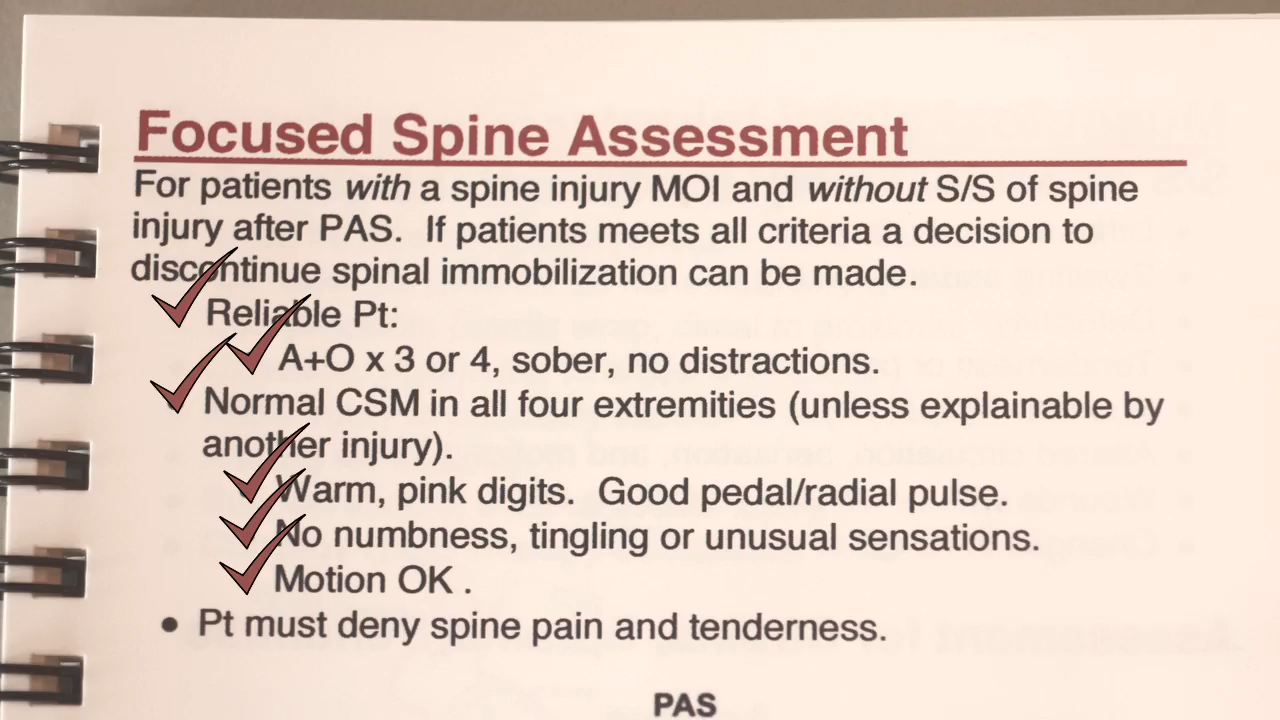 Focused Spine Assessment
For patients with a spine injury MOI and without S/S of spine
injury after PAS.  If patients meets all criteria a decision to
discontinue spinal immobilization can be made.
Reliable Pt:
A+O x 3 or 4, sober, no distractions.
Normal CSM in all four extremities (unless explainable by
another injury)
Warm, pink digits.  Good pedal/radial pulse.
No numbness, tingling or unusual sensations.
Motion OK .
• Pt must deny spine pain and tenderness.
PAS